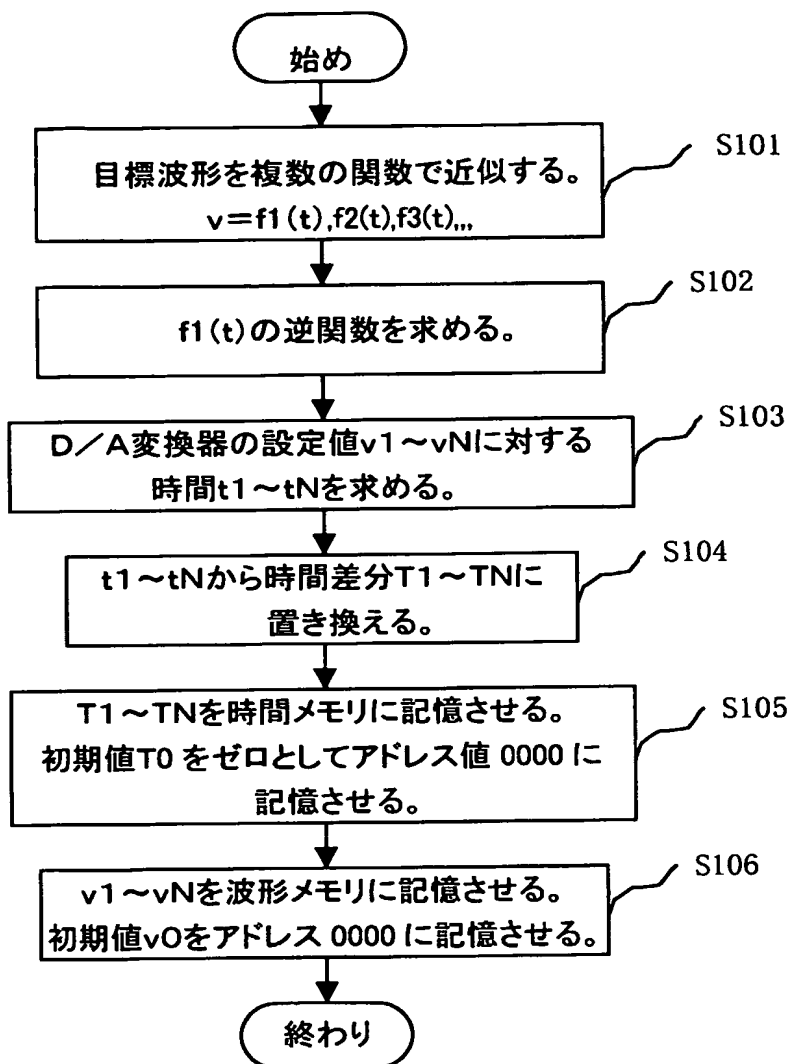 始め
目標波形を複数の関数で近似する。
v=f1(t),f2(t),f3(t),,,
S101
f1(t)の逆関数を求める。
S102
D/A変換器の設定値v1~vNに対する
時間t1~tNを求める。
S103
t1~tNから時間差分T1~TNに
置き換える。
S104
T1~TNを時間メモリに記憶させる。
初期値T0をゼロとしてアドレス値 0000 に
記憶させる。
S105
v1~vNを波形メモリに記憶させる。
初期値v0をアドレス 0000 に記憶させる。
S106
終わり